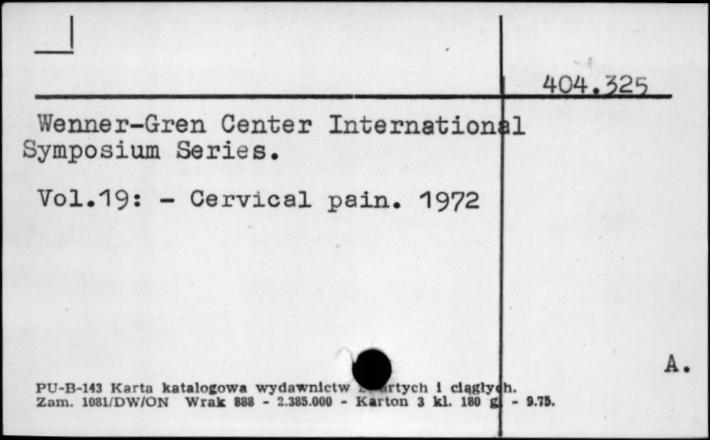 404.325
Wenner-Gren Center International
Symposium Series.
Vol.19: - Cervical pain. 1972
A.
PU-B-143 Karta katalogowa wydawnictw i ciągłych.
Zam. 1081/DW/ON Wrak 888 - 2.385.000 - Karton 3 kl. 180 g. - 9.75.